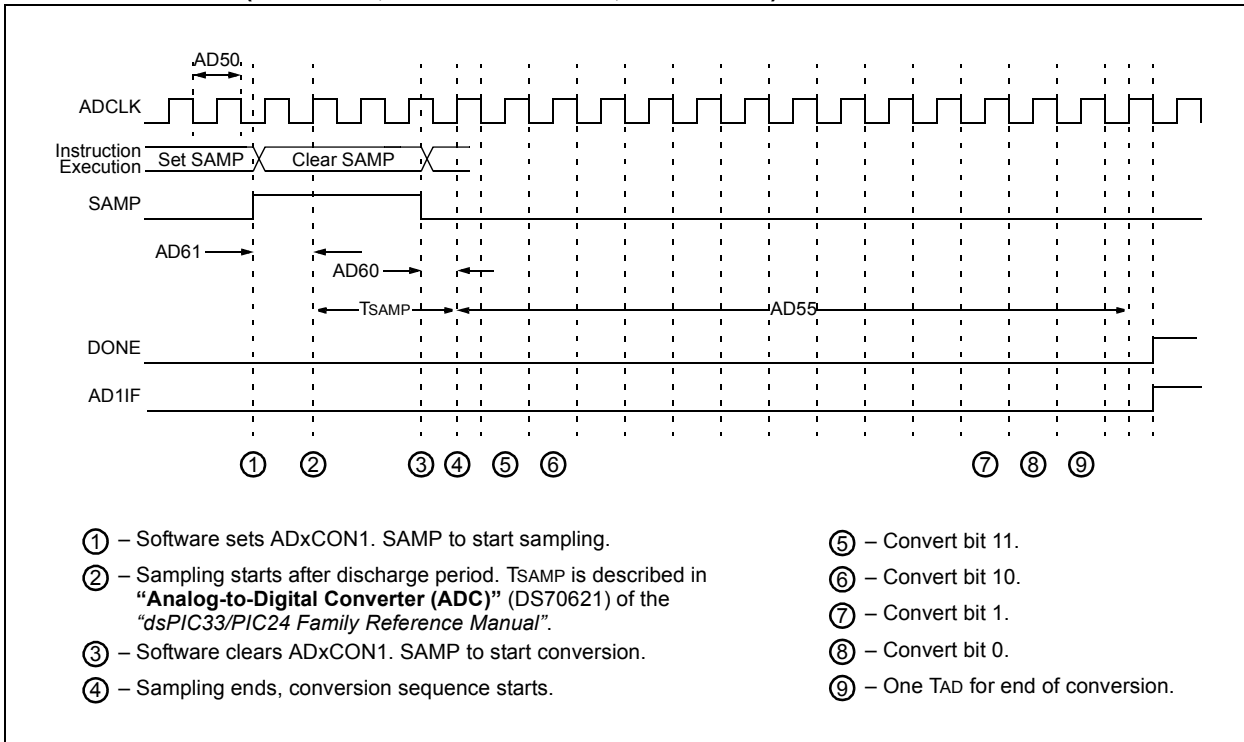 AD50
ADCLK
Instruction
Execution
Set SAMP
Clear SAMP
SAMP
AD61
AD60
TSAMP
AD55
DONE
AD1IF
1 2 3 4 5 6 7 8 9
1 – Software sets ADxCON1. SAMP to start sampling.
2 – Sampling starts after discharge period. TSAMP is described in
“Analog-to-Digital Converter (ADC)” (DS70621) of the
“dsPIC33/PIC24 Family Reference Manual”.
3 – Software clears ADxCON1. SAMP to start conversion.
4 – Sampling ends, conversion sequence starts.
5 – Convert bit 11.
6 – Convert bit 10.
7 – Convert bit 1.
8 – Convert bit 0.
9 – One TAD for end of conversion.